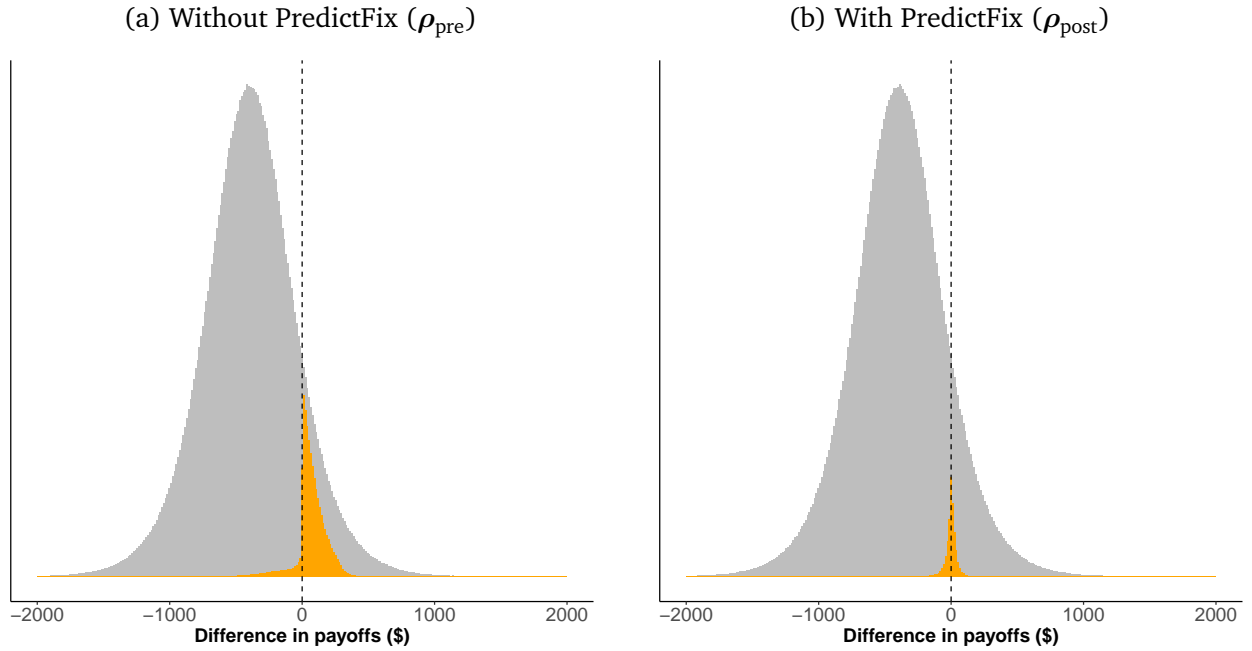 (a) Without PredictFix (ρpre)
(b) With PredictFix (ρpost)
−2000 −1000 0 1000 2000
Difference in payoffs ($)
−2000 −1000 0 1000 2000
Difference in payoffs ($)